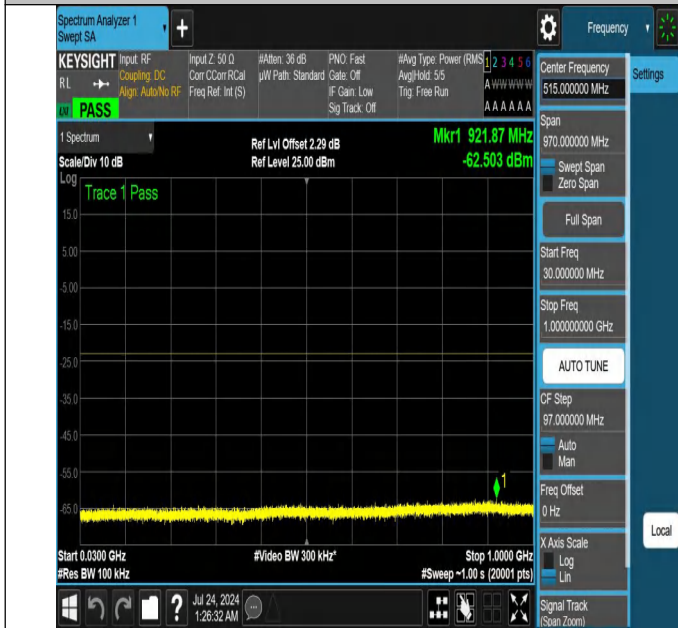 Spectrum Analyzer 1
Swept SA
+
Frequency
KEYSIGHT
RL
LXI
PASS
Input: RF
Coupling: DC
Align: Auto/No RF
Input Z: 50 Ω
Corr CCorr RCal
Freq Ref: Int (S)
#Atten: 36 dB
µW Path: Standard
PNO: Fast
Gate: Off
IF Gain: Low
Sig Track: Off
#Avg Type: Power (RMS
Avg|Hold: 5/5
Trig: Free Run
1 2 3 4 5 6
A W W W W W
A A A A A A
Center Frequency
515.000000 MHz
Settings
1 Spectrum
Scale/Div 10 dB
Ref Lvl Offset 2.29 dB
Ref Level 25.00 dBm
Mkr1 921.87 MHz
-62.503 dBm
Log
Trace 1 Pass
15.0
5.00
-5.00
-15.0
-25.0
-35.0
-45.0
-55.0
-65.0
1
Start 0.0300 GHz
#Res BW 100 kHz
#Video BW 300 kHz*
Stop 1.0000 GHz
#Sweep ~1.00 s (20001 pts)
Span
970.000000 MHz
Swept Span
Zero Span
Full Span
Start Freq
30.000000 MHz
Stop Freq
1.000000000 GHz
AUTO TUNE
CF Step
97.000000 MHz
Auto
Man
Freq Offset
0 Hz
X Axis Scale
Log
Lin
Signal Track
(Span Zoom)
Local
?
Jul 24, 2024
1:26:32 AM